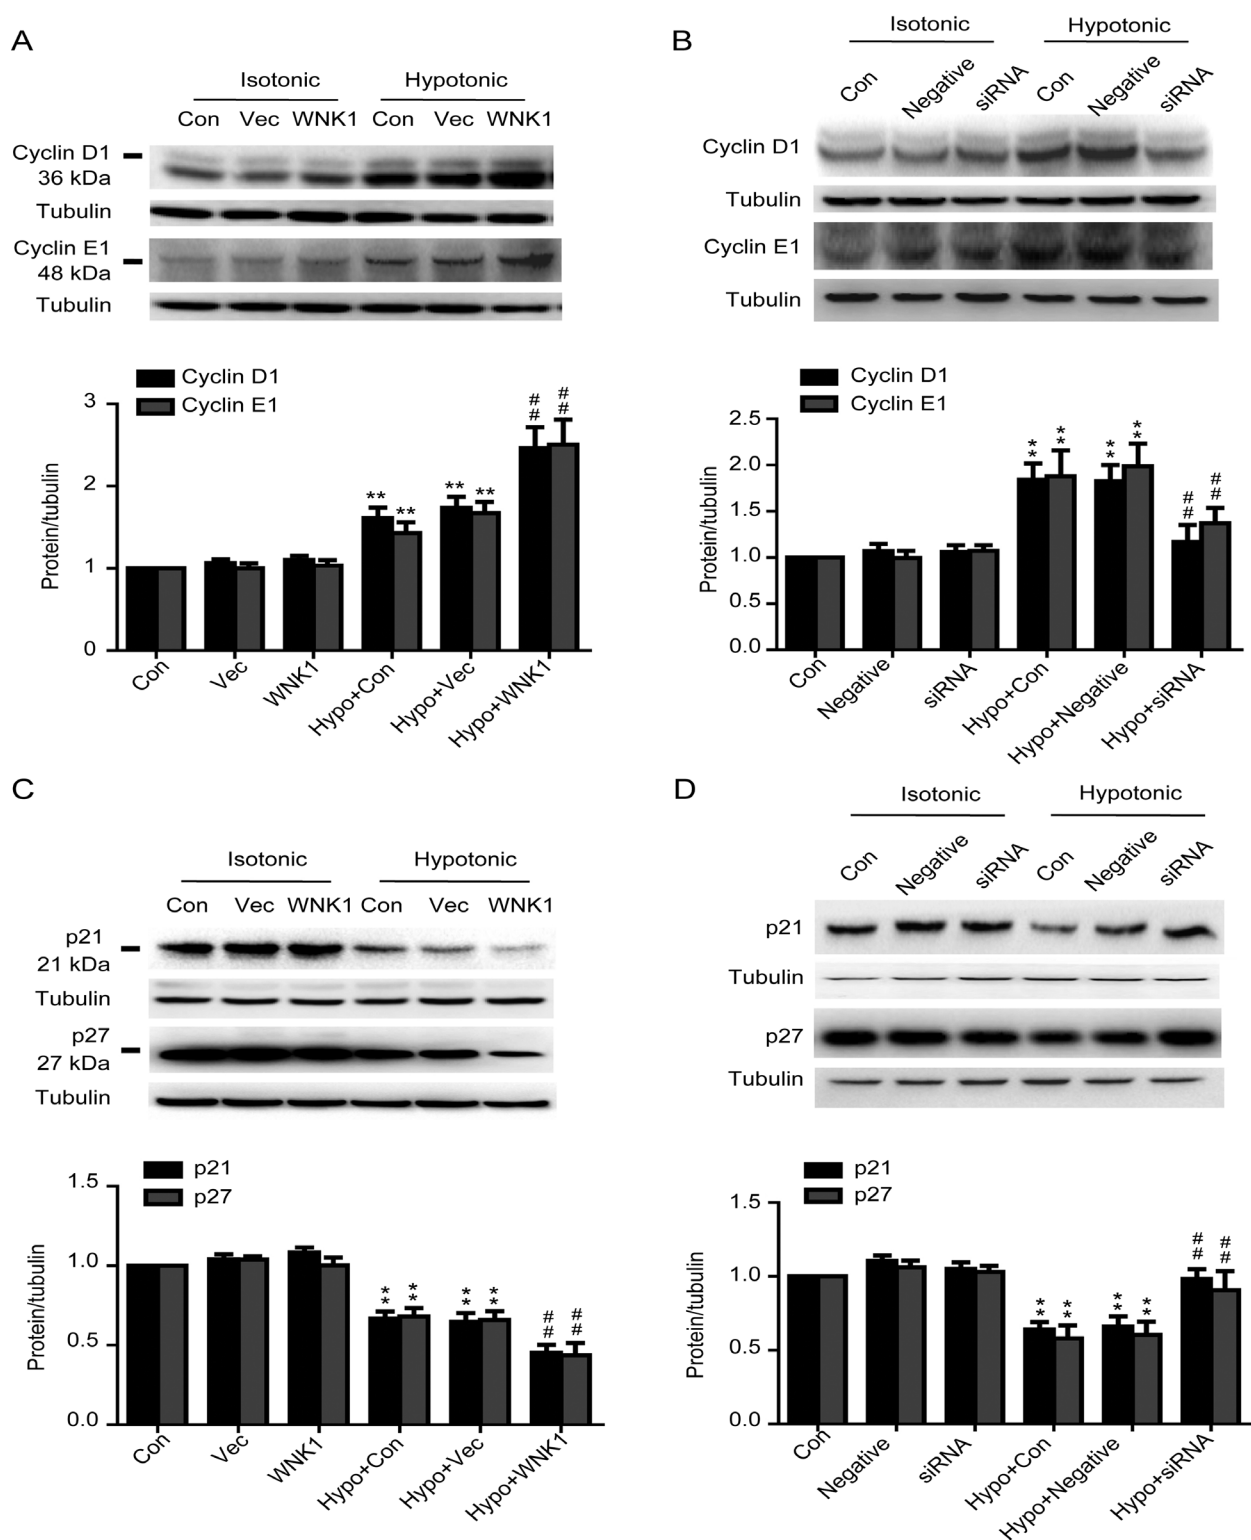 A
Isotonic Hypotonic
Con Vec WNK1 Con Vec WNK1
Cyclin D1
36 kDa
Tubulin
Cyclin E1
48 kDa
Tubulin
Cyclin D1
Cyclin E1
Protein/tubulin
3
2
1
0
** ** ** ** ## ##
Con Vec WNK1 Hypo+Con Hypo+Vec Hypo+WNK1
B
Isotonic Hypotonic
Con Negative siRNA Con Negative siRNA
Cyclin D1
Tubulin
Cyclin E1
Tubulin
Cyclin D1
Cyclin E1
Protein/tubulin
2.5
2.0
1.5
1.0
0.5
0.0
** ** ** ** ## ##
Con Negative siRNA Hypo+Con Hypo+Negative Hypo+siRNA
C
Isotonic Hypotonic
Con Vec WNK1 Con Vec WNK1
p21
21 kDa
Tubulin
p27
27 kDa
Tubulin
p21
p27
Protein/tubulin
1.5
1.0
0.5
0.0
** ** ** ** ## ##
Con Vec WNK1 Hypo+Con Hypo+Vec Hypo+WNK1
D
Isotonic Hypotonic
Con Negative siRNA Con Negative siRNA
p21
Tubulin
p27
Tubulin
p21
p27
Protein/tubulin
1.5
1.0
0.5
0.0
** ** ** ** ## ##
Con Negative siRNA Hypo+Con Hypo+Negative Hypo+siRNA